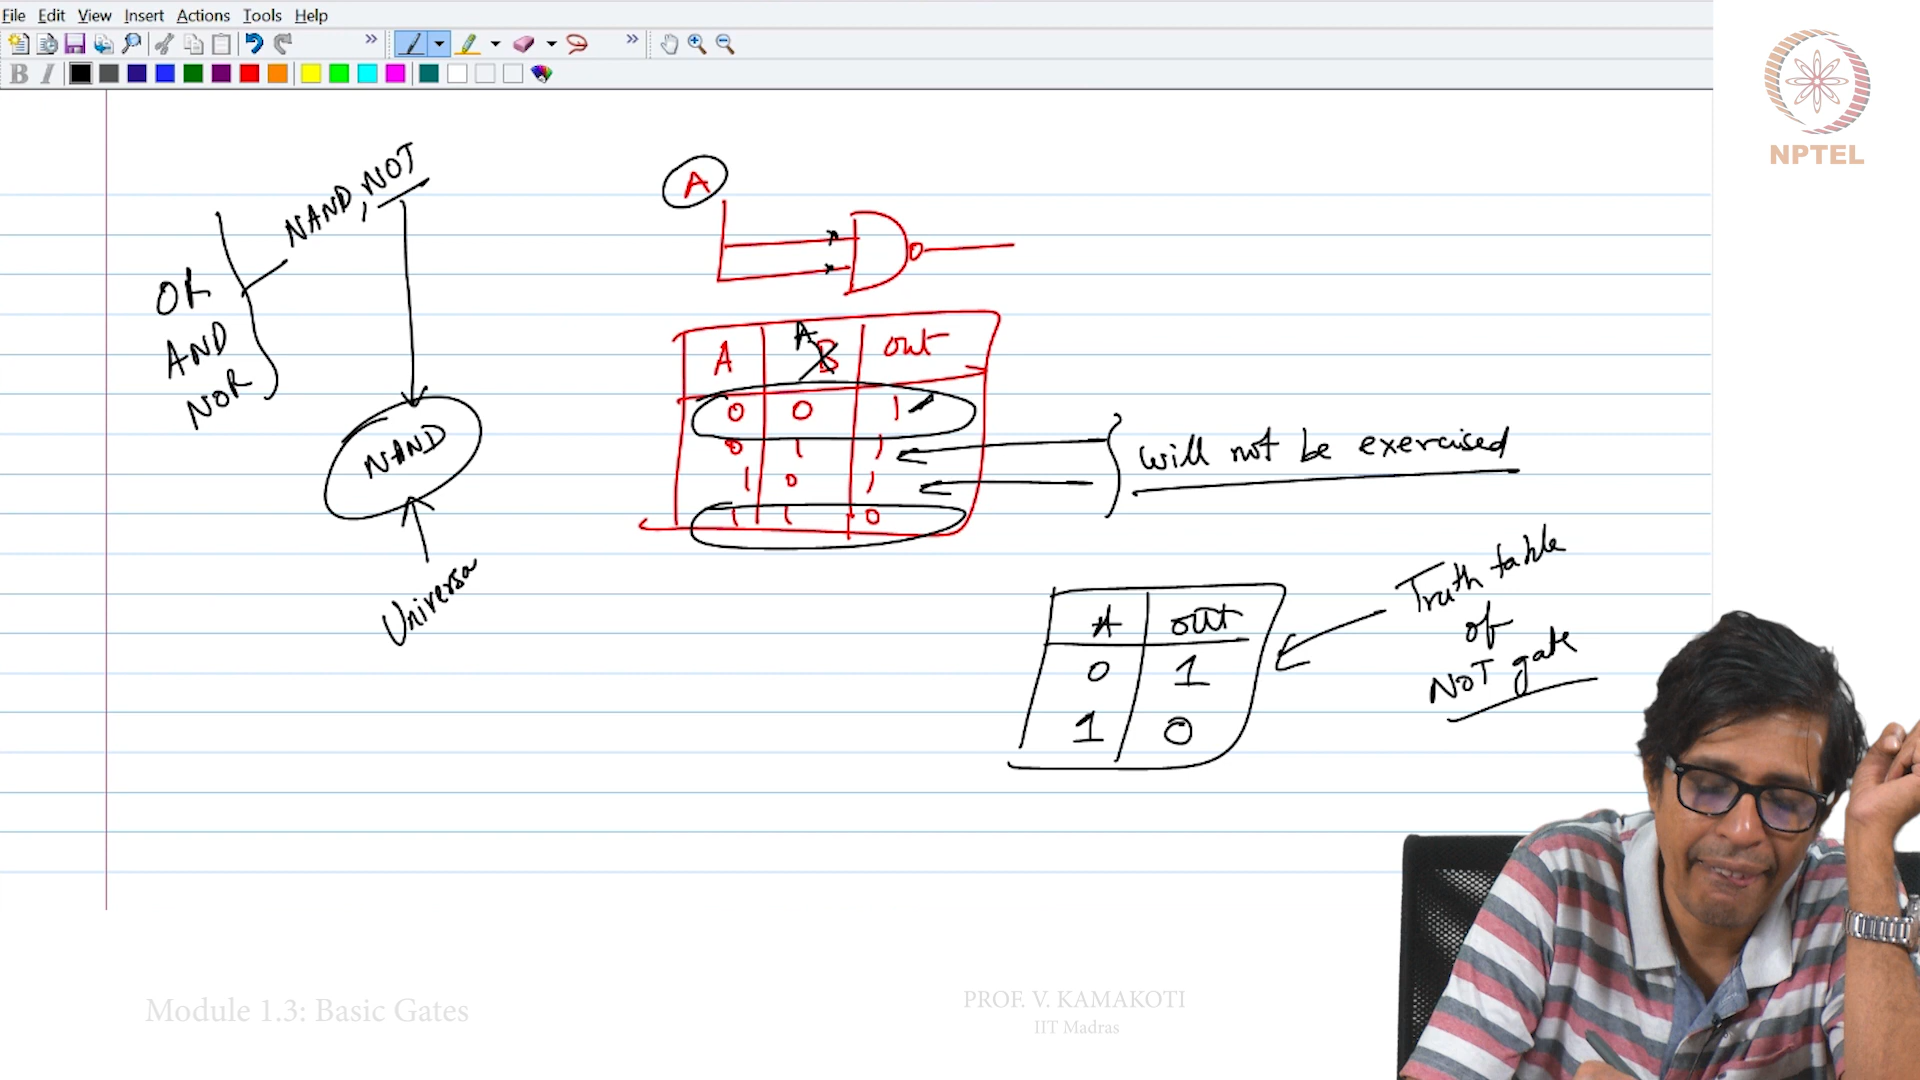 File Edit View Insert Actions Tools Help
B I
NPTEL
NAND, NOT
OR
AND
NOR
NAND
Universa
A
A B A out
0 0 1
0 1 1
1 0 1
1 1 0
will not be exercised
A out
0 1
1 0
Truth table
of
NOT gate
Module 1.3: Basic Gates
PROF. V. KAMAKOTI
IIT Madras